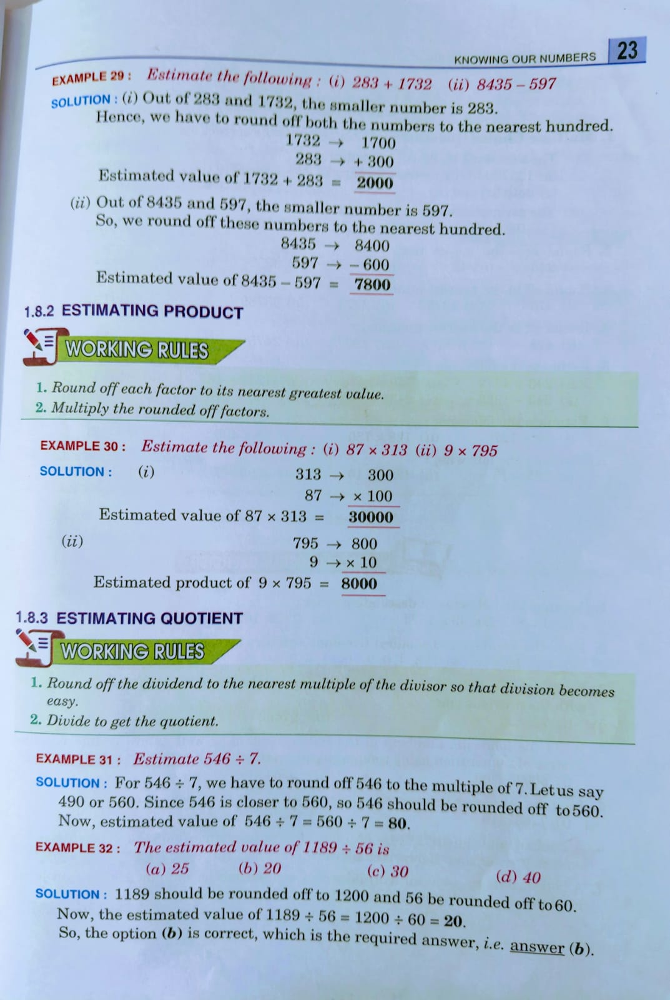 KNOWING OUR NUMBERS 23
EXAMPLE 29 : Estimate the following : (i) 283 + 1732 (ii) 8435 – 597
SOLUTION : (i) Out of 283 and 1732, the smaller number is 283.
Hence, we have to round off both the numbers to the nearest hundred.
1732 → 1700
283 → + 300
Estimated value of 1732 + 283 = 2000
(ii) Out of 8435 and 597, the smaller number is 597.
So, we round off these numbers to the nearest hundred.
8435 → 8400
597 → – 600
Estimated value of 8435 – 597 = 7800
1.8.2 ESTIMATING PRODUCT
WORKING RULES
1. Round off each factor to its nearest greatest value.
2. Multiply the rounded off factors.
EXAMPLE 30 : Estimate the following : (i) 87 × 313 (ii) 9 × 795
SOLUTION : (i) 313 → 300
87 → × 100
Estimated value of 87 × 313 = 30000
(ii) 795 → 800
9 → × 10
Estimated product of 9 × 795 = 8000
1.8.3 ESTIMATING QUOTIENT
WORKING RULES
1. Round off the dividend to the nearest multiple of the divisor so that division becomes
easy.
2. Divide to get the quotient.
EXAMPLE 31 : Estimate 546 ÷ 7.
SOLUTION : For 546 ÷ 7, we have to round off 546 to the multiple of 7. Let us say
490 or 560. Since 546 is closer to 560, so 546 should be rounded off to 560.
Now, estimated value of 546 ÷ 7 = 560 ÷ 7 = 80.
EXAMPLE 32 : The estimated value of 1189 ÷ 56 is
(a) 25 (b) 20 (c) 30 (d) 40
SOLUTION : 1189 should be rounded off to 1200 and 56 be rounded off to 60.
Now, the estimated value of 1189 ÷ 56 = 1200 ÷ 60 = 20.
So, the option (b) is correct, which is the required answer, i.e. answer (b).